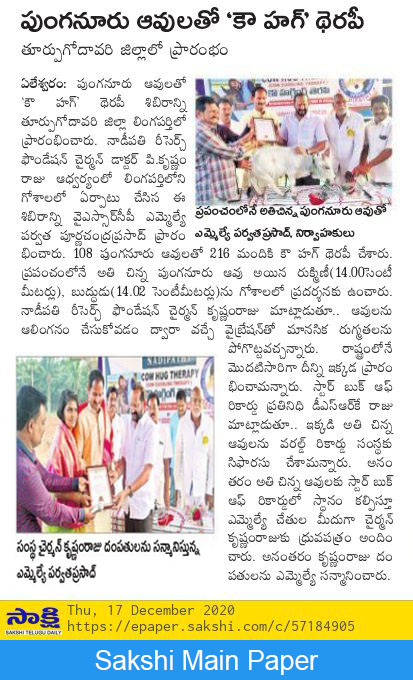 పుంగనూరు ఆవులతో ‘కౌ హగ్’ థెరపీ
తూర్పుగోదావరి జిల్లాలో ప్రారంభం
ఏలేశ్వరం: పుంగనూరు ఆవులతో
‘కౌ హగ్’ థెరపీ శిబిరాన్ని
తూర్పుగోదావరి జిల్లా లింగపర్తిలో
ప్రారంభించారు. నాడీపతి రీసెర్చ్
ఫౌండేషన్ చైర్మన్ డాక్టర్ పి.కృష్ణం
రాజు ఆధ్వర్యంలో లింగపర్తిలోని
గోశాలలో ఏర్పాటు చేసిన ఈ
శిబిరాన్ని వైఎస్సార్‌సీపీ ఎమ్మెల్యే
పర్వత పూర్ణచంద్రప్రసాద్ ప్రారం
భించారు. 108 పుంగనూరు ఆవులతో 216 మందికి కౌ హగ్ థెరపీ చేశారు.
ప్రపంచంలోనే అతి చిన్న పుంగనూరు ఆవు అయిన రుక్మిణీ(14.00సెంటీ
మీటర్లు), బుద్ధుడు(14.02 సెంటీమీటర్లు)ను గోశాలలో ప్రదర్శనకు ఉంచారు.
నాడీపతి రీసెర్చ్ ఫౌండేషన్ చైర్మన్ కృష్ణంరాజు మాట్లాడుతూ.. ఆవులను
ఆలింగనం చేసుకోవడం ద్వారా వచ్చే వైబ్రేషన్‌తో మానసిక రుగ్మతలను
పోగొట్టవచ్చన్నారు. రాష్ట్రంలోనే
మొదటిసారిగా దీన్ని ఇక్కడ ప్రారం
భించామన్నారు. స్టార్ బుక్ ఆఫ్
రికార్డు ప్రతినిధి డీఎస్ఆర్‌కే రాజు
మాట్లాడుతూ.. ఇక్కడి అతి చిన్న
ఆవులను వరల్డ్ రికార్డు సంస్థకు
సిఫారసు చేశామన్నారు. అనం
తరం అతి చిన్న ఆవులకు స్టార్ బుక్
ఆఫ్ రికార్డులో స్థానం కల్పిస్తూ
ఎమ్మెల్యే చేతుల మీదుగా చైర్మన్
కృష్ణంరాజుకు ధ్రువపత్రం అందిం
చారు. అనంతరం కృష్ణంరాజు దం
పతులను ఎమ్మెల్యే సన్మానించారు.
COW HUG THERAPY
ప్రపంచంలోనే అతిచిన్న పుంగనూరు ఆవుతో
ఎమ్మెల్యే పర్వతప్రసాద్, నిర్వాహకులు
NADIPATHY
COW HUG THERAPY
సంస్థ చైర్మన్ కృష్ణంరాజు దంపతులను సన్మానిస్తున్న
ఎమ్మెల్యే పర్వతప్రసాద్
సాక్షి
SAKSHI TELUGU DAILY
Thu, 17 December 2020
https://epaper.sakshi.com/c/57184905
Sakshi Main Paper